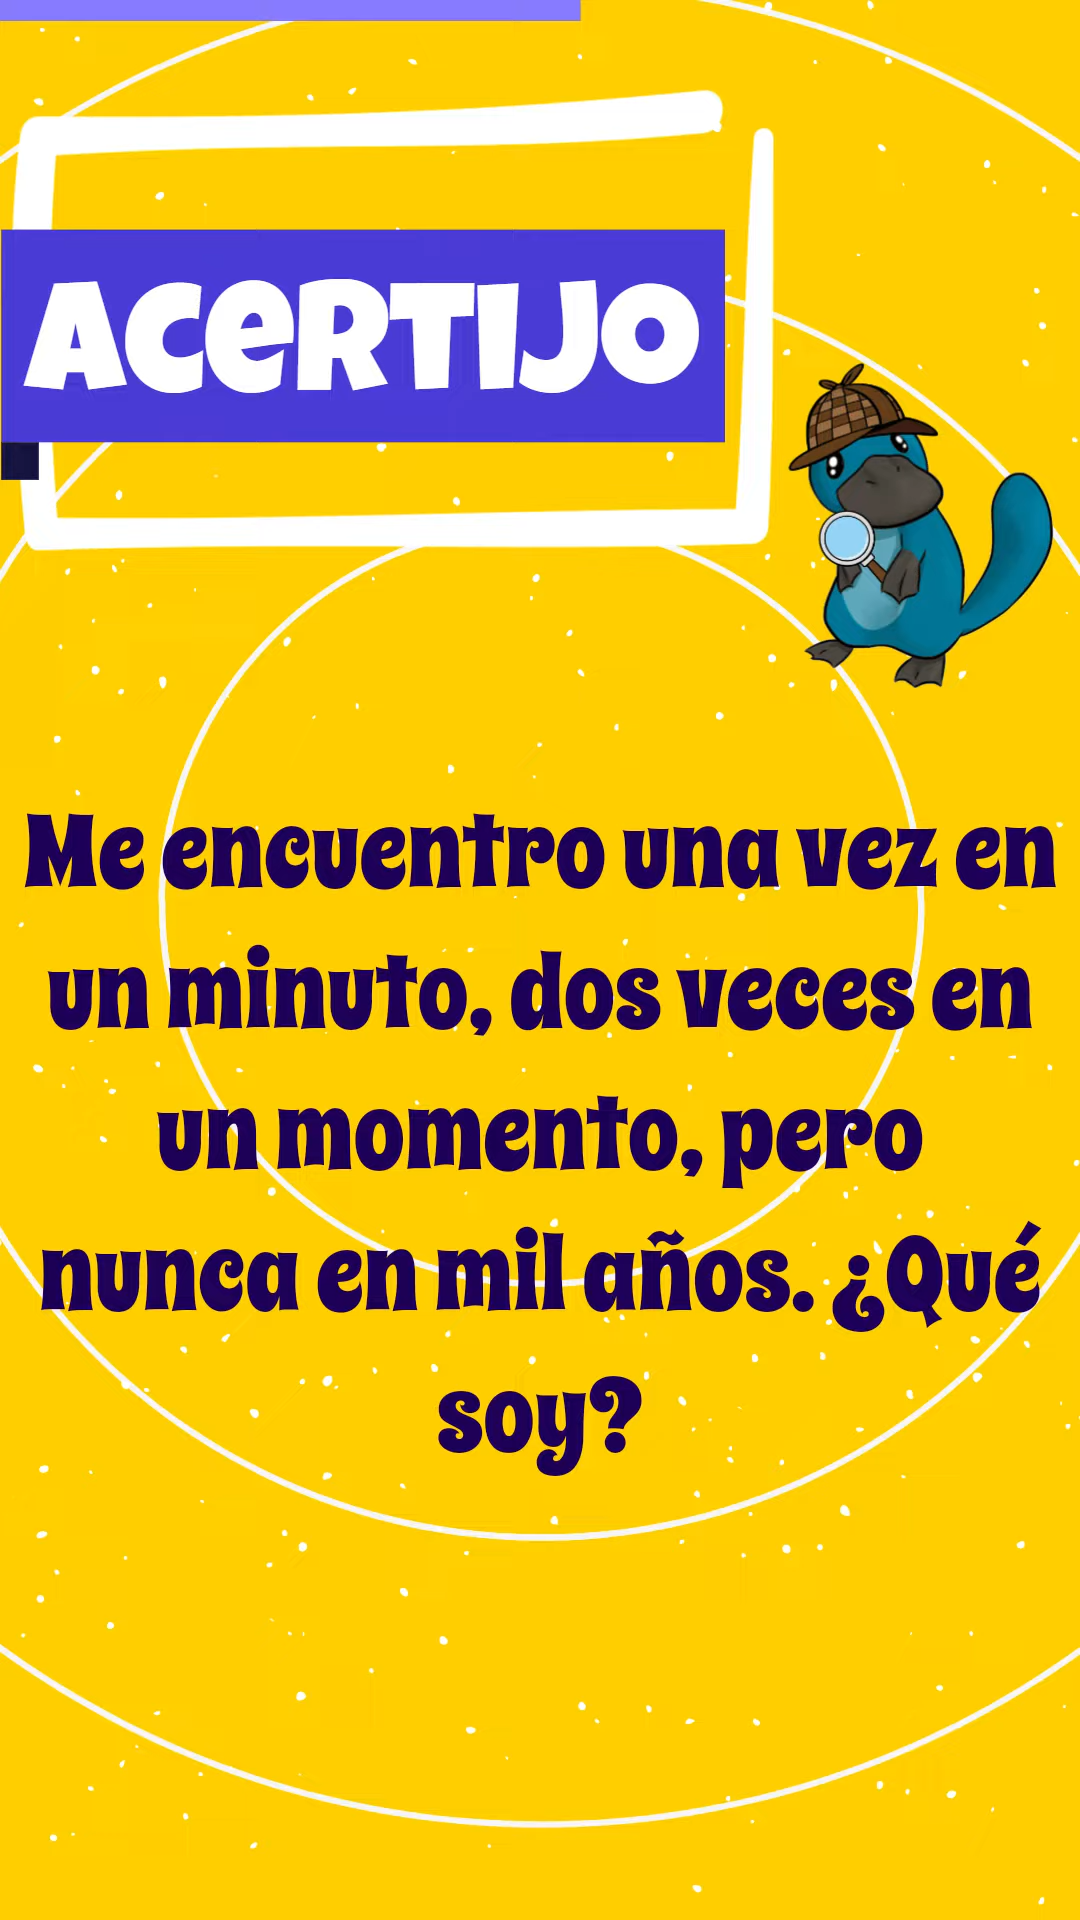 ACeRTIJO
Me encuentro una vez en
un minuto, dos veces en
un momento, pero
nunca en mil años. ¿Qué
soy?